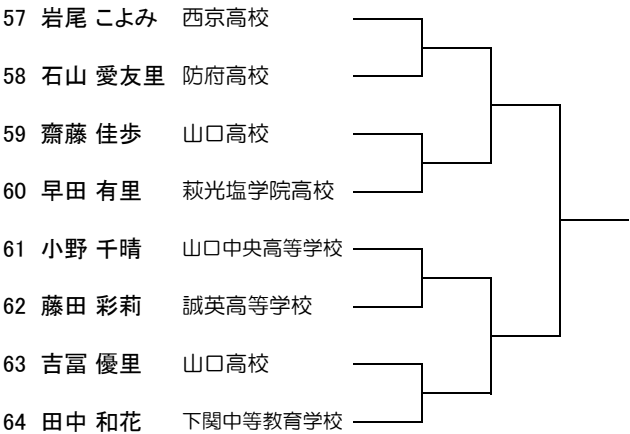 57 岩尾 こよみ 西京高校
58 石山 愛友里 防府高校
59 齋藤 佳歩 山口高校
60 早田 有里 萩光塩学院高校
61 小野 千晴 山口中央高等学校
62 藤田 彩莉 誠英高等学校
63 吉冨 優里 山口高校
64 田中 和花 下関中等教育学校